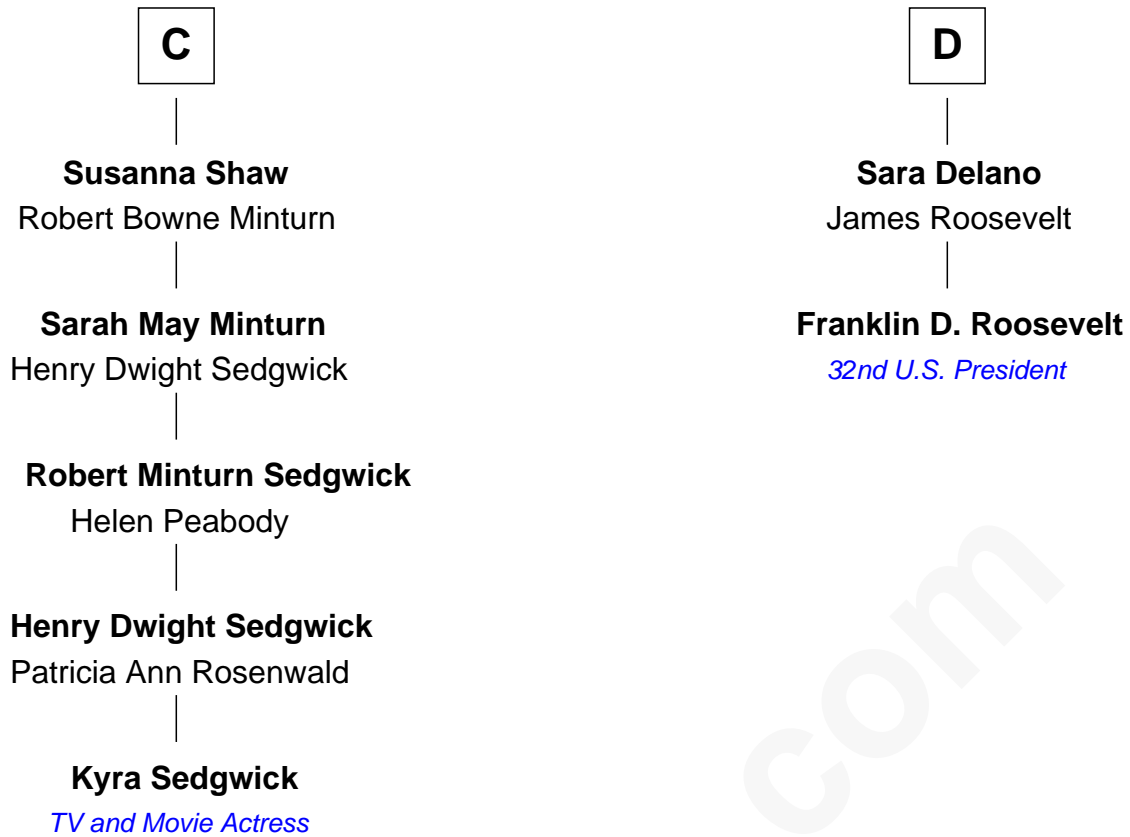 C
Susanna Shaw
Robert Bowne Minturn
Sarah May Minturn
Henry Dwight Sedgwick
Robert Minturn Sedgwick
Helen Peabody
Henry Dwight Sedgwick
Patricia Ann Rosenwald
Kyra Sedgwick
TV and Movie Actress
D
Sara Delano
James Roosevelt
Franklin D. Roosevelt
32nd U.S. President
com